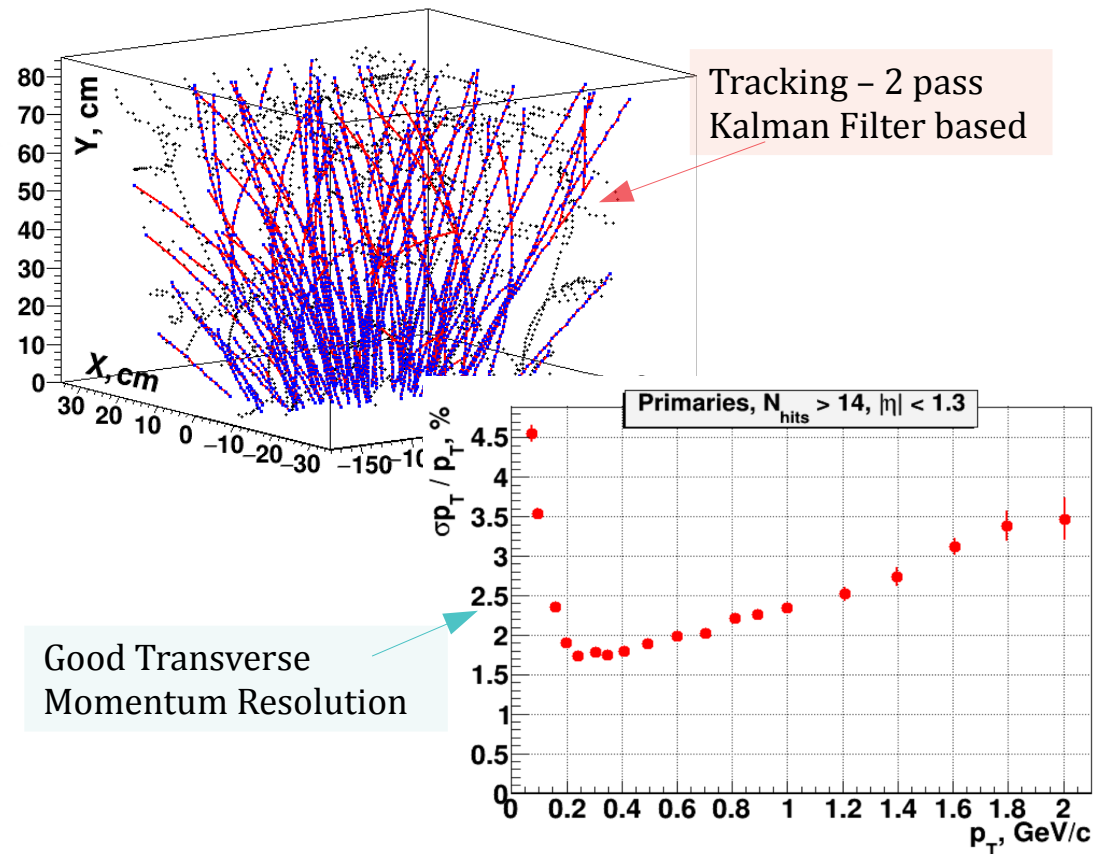 Tracking – 2 pass
Kalman Filter based
Y, cm
80
70
60
50
40
30
20
10
0
X, cm
30
20
10
0
−10
−20
−30
−150
Primaries, N_hits > 14, |η| < 1.3
σp_T / p_T, %
4.5
4
3.5
3
2.5
2
1.5
1
0.5
0
0 0.2 0.4 0.6 0.8 1 1.2 1.4 1.6 1.8 2
p_T, GeV/c
Good Transverse
Momentum Resolution